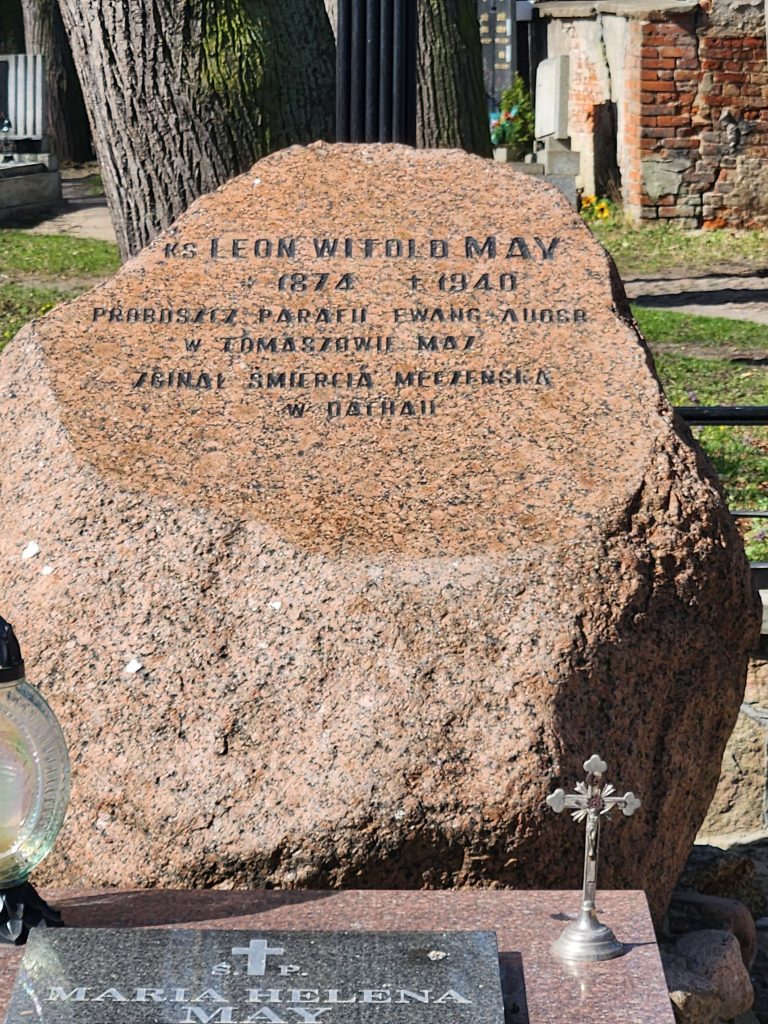 KS LEON WITOLD MAY
* 1874 † 1940
PROBOSZCZ PARAFII EWANG-AUGSB
W TOMASZOWIE MAZ
ZGINĄŁ ŚMIERCIĄ MĘCZEŃSKĄ
W DACHAU
Ś. P.
MARIA HELENA
MAY